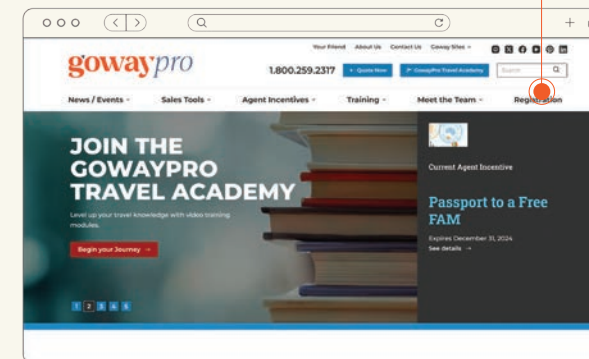 Your Friend About Us Contact Us Goway Sites
gowaypro
1.800.259.2317 Quote Now GowayPro Travel Academy Search
News / Events Sales Tools Agent Incentives Training Meet the Team Registration
JOIN THE
GOWAYPRO
TRAVEL ACADEMY
Level up your travel knowledge with video training
modules.
Begin your Journey →
1 2 3 4 5
Current Agent Incentive
Passport to a Free
FAM
Expires December 31, 2024
See details →